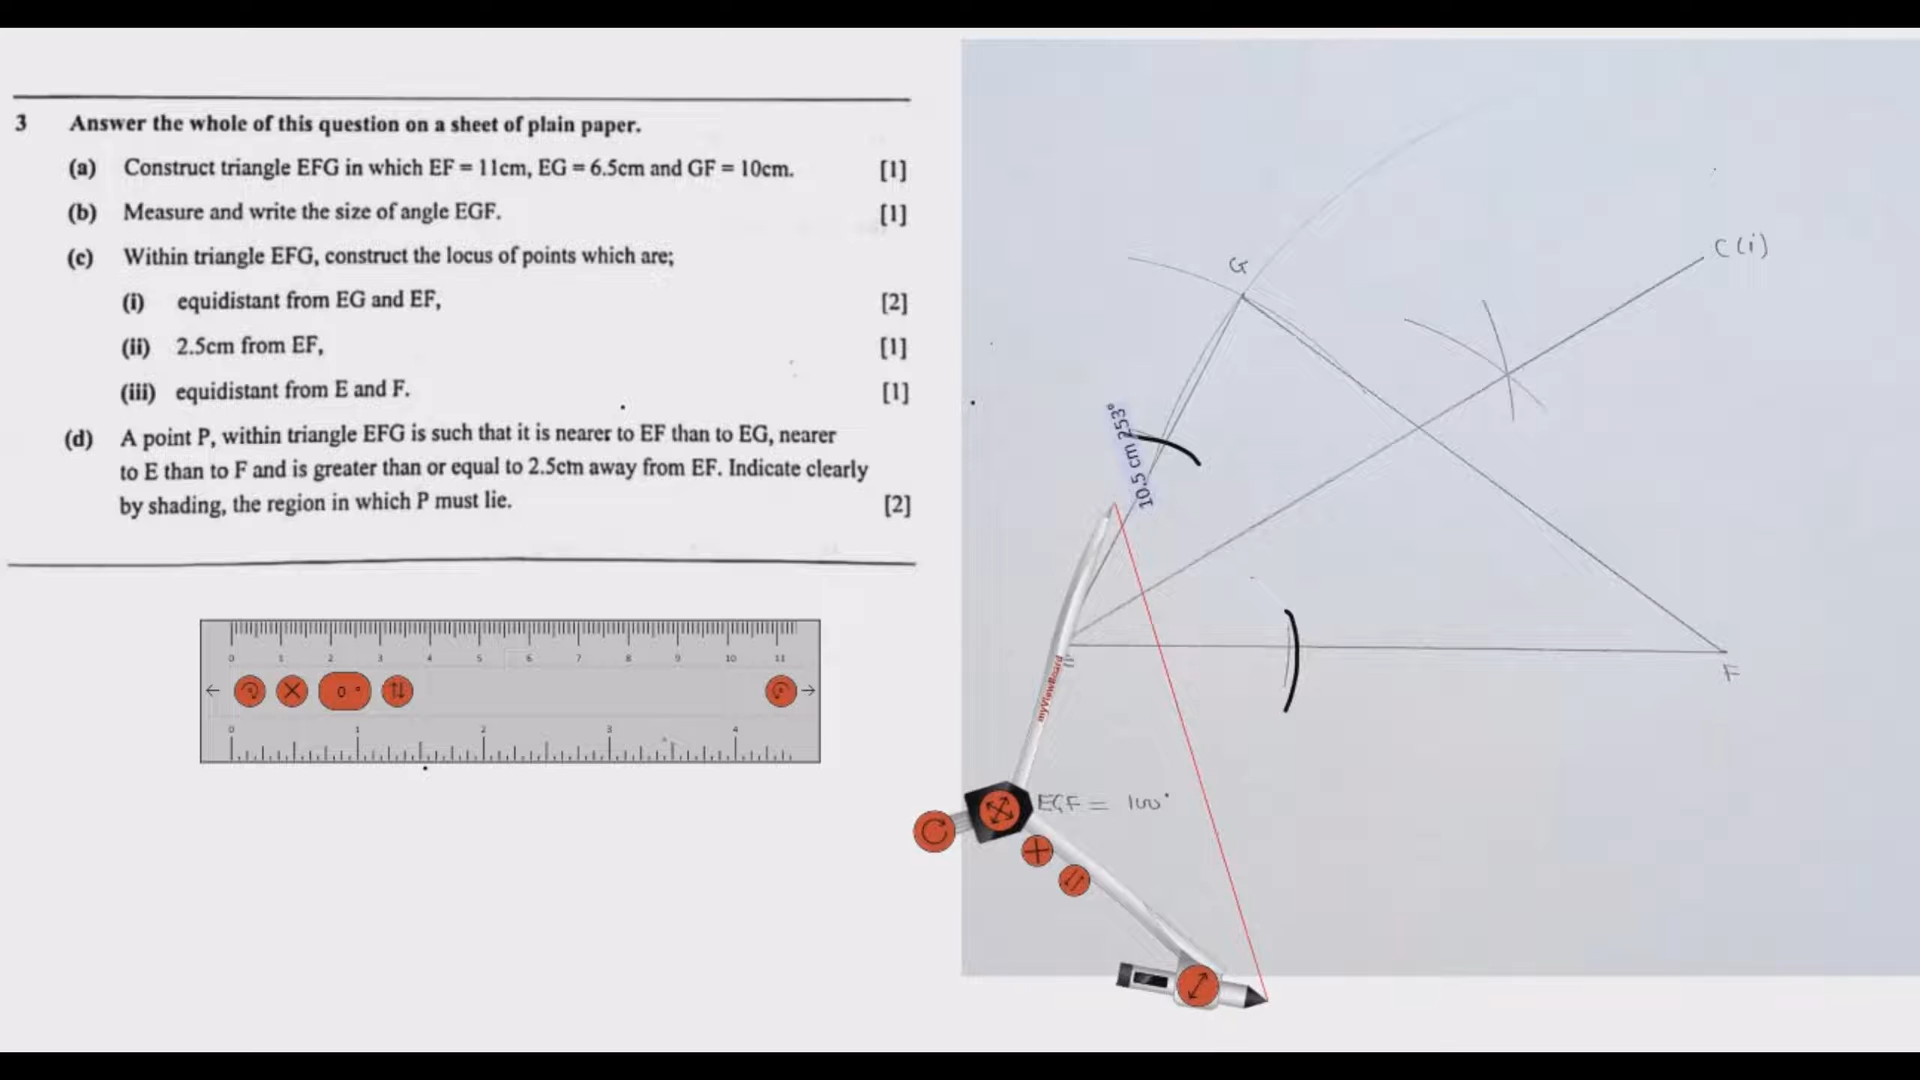 3 Answer the whole of this question on a sheet of plain paper.
(a) Construct triangle EFG in which EF = 11cm, EG = 6.5cm and GF = 10cm. [1]
(b) Measure and write the size of angle EGF. [1]
(c) Within triangle EFG, construct the locus of points which are;
(i) equidistant from EG and EF, [2]
(ii) 2.5cm from EF, [1]
(iii) equidistant from E and F. [1]
(d) A point P, within triangle EFG is such that it is nearer to EF than to EG, nearer
to E than to F and is greater than or equal to 2.5cm away from EF. Indicate clearly
by shading, the region in which P must lie. [2]
0 1 2 3 4 5 6 7 8 9 10 11
0 °
0 1 2 3 4
G
C(i)
10.5 cm 253°
E
F
myViewBoard
EGF = 100°